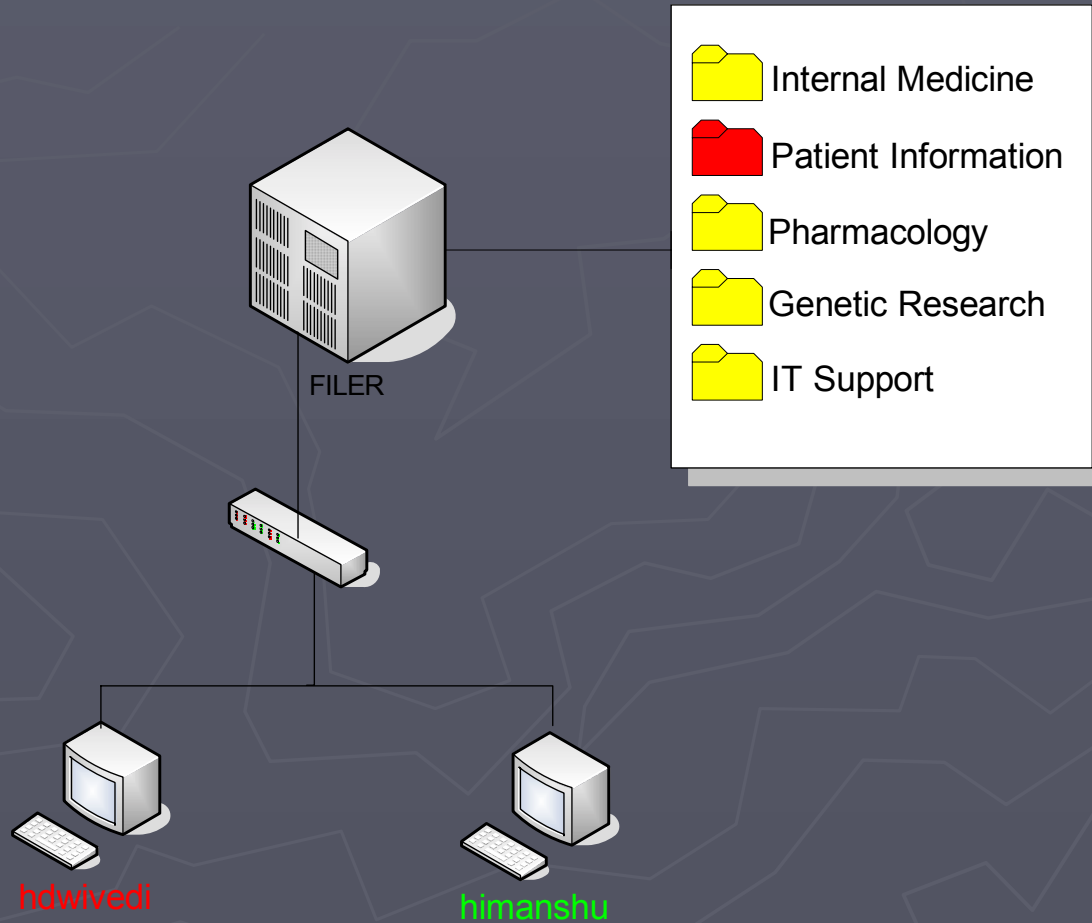 Internal Medicine
Patient Information
Pharmacology
Genetic Research
IT Support
FILER
hdwivedi
himanshu